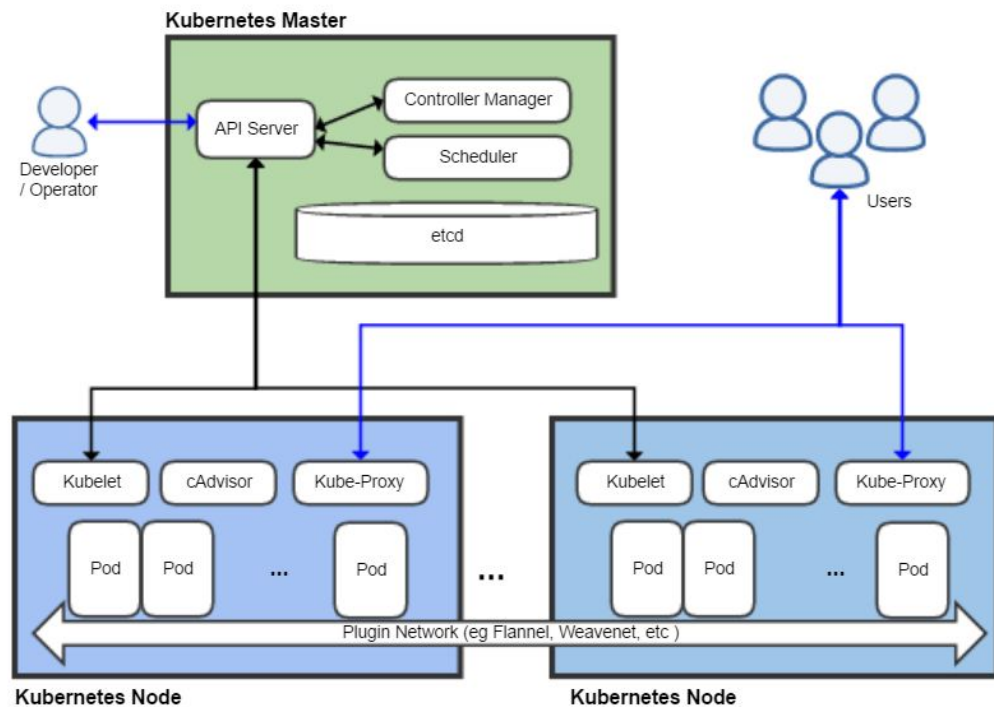 Kubernetes Master
API Server
Controller Manager
Scheduler
etcd
Developer
/ Operator
Users
Kubelet
cAdvisor
Kube-Proxy
Kubelet
cAdvisor
Kube-Proxy
Pod
Pod
...
Pod
...
Pod
Pod
...
Pod
Plugin Network (eg Flannel, Weavenet, etc )
Kubernetes Node
Kubernetes Node